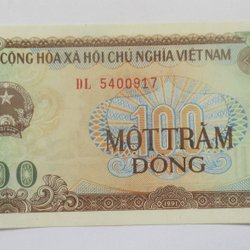 CỘNG HÒA XÃ HỘI CHỦ NGHĨA VIỆT NAM
DL 5400917
100
MỘT TRĂM
ĐỒNG
00
1991